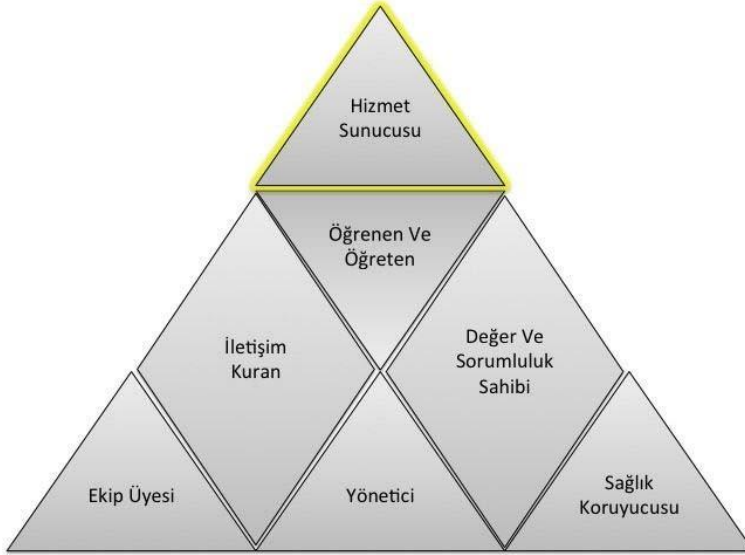 Hizmet
Sunucusu
Öğrenen Ve
Öğreten
İletişim
Kuran
Değer Ve
Sorumluluk
Sahibi
Ekip Üyesi
Yönetici
Sağlık
Koruyucusu